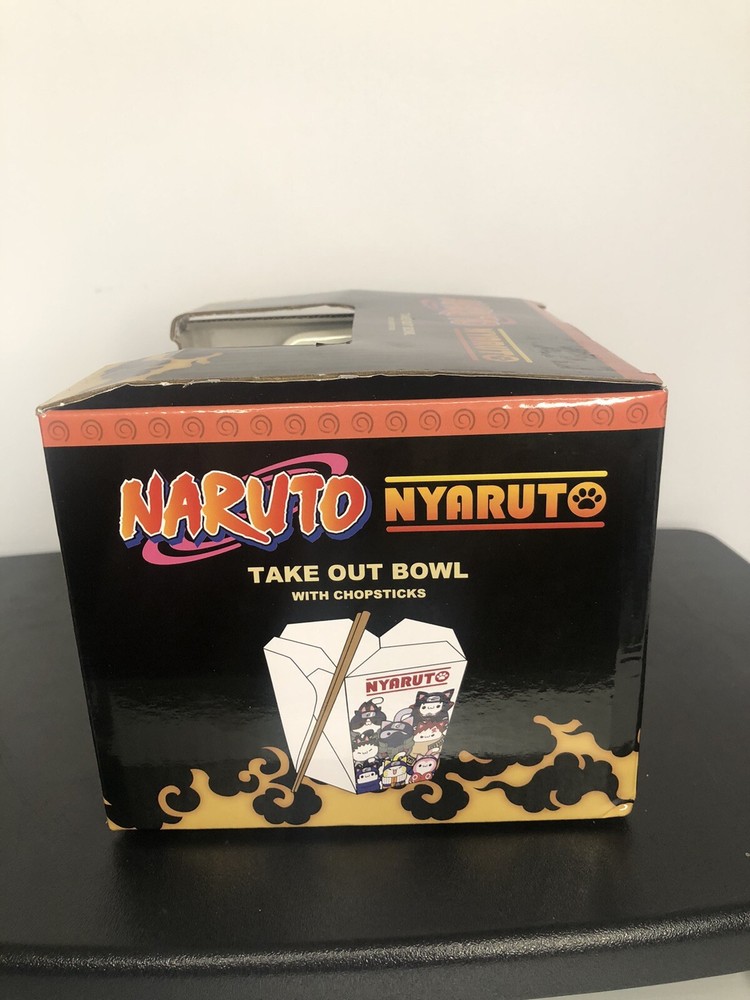 NARUTO NYARUTO
TAKE OUT BOWL
WITH CHOPSTICKS
NYARUTO